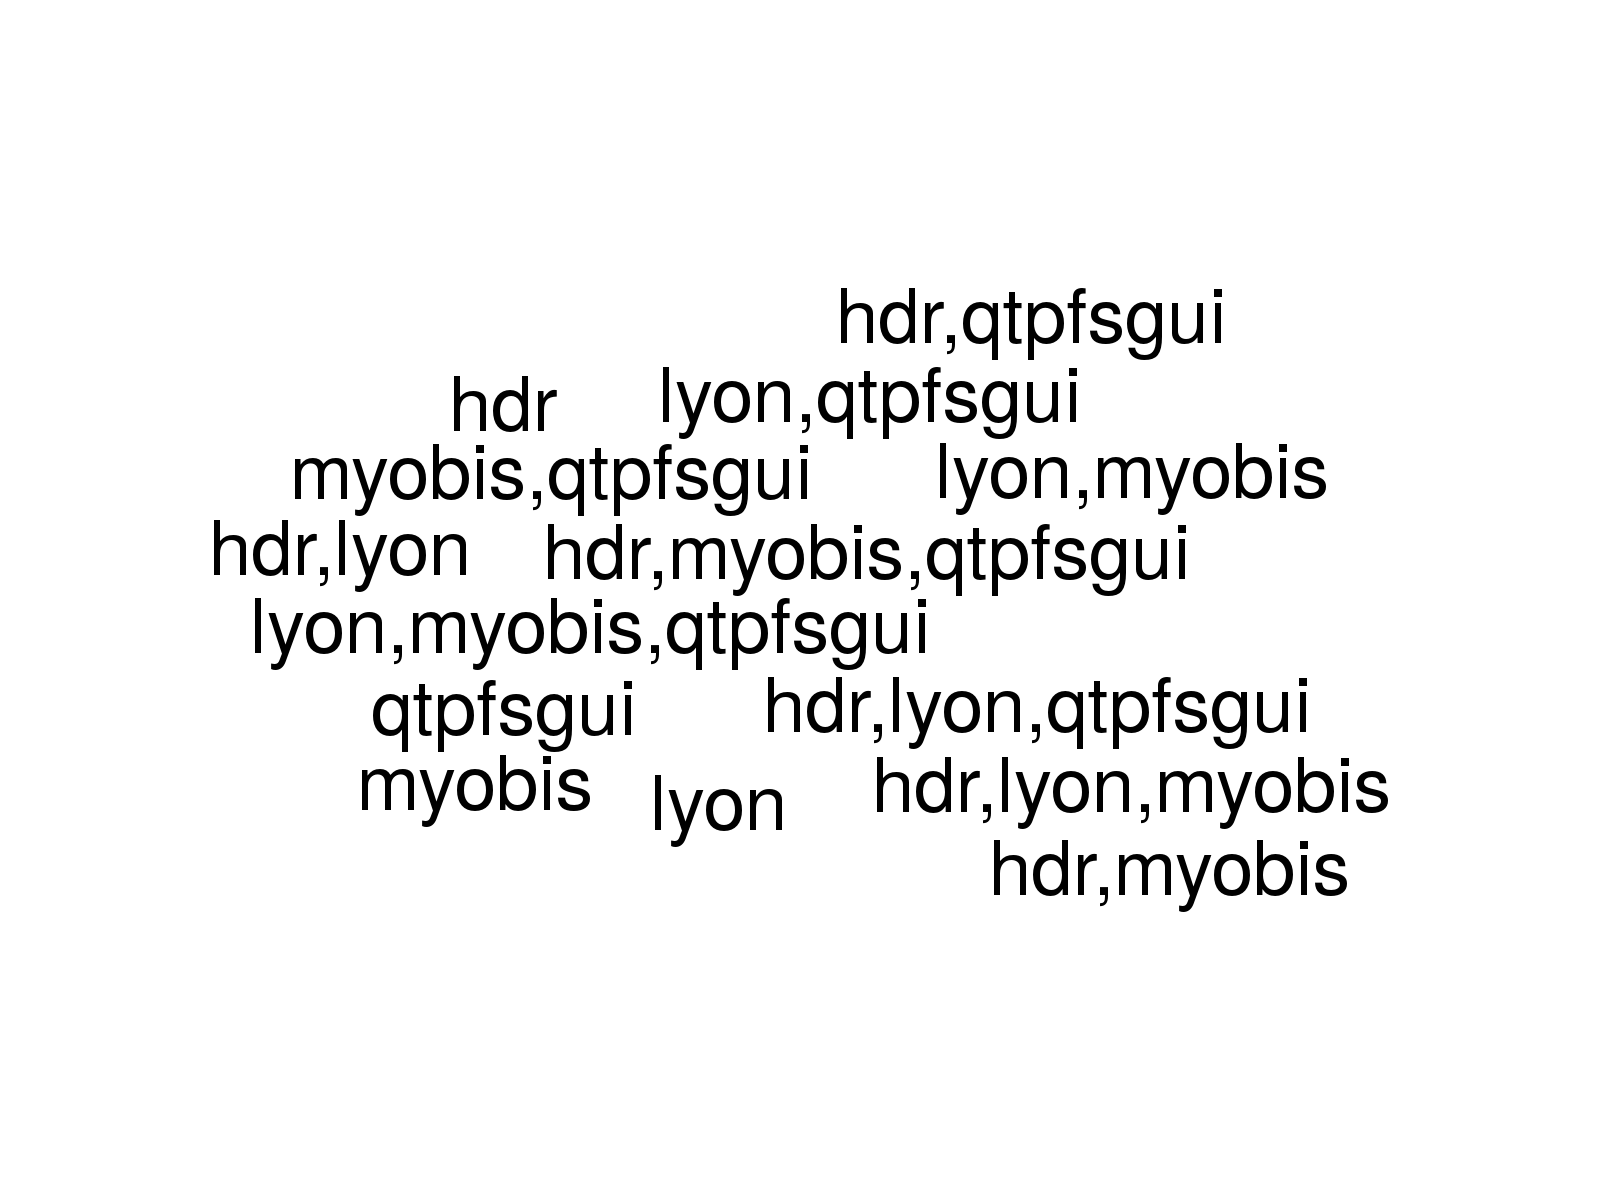 hdr,qtpfsgui
hdr
lyon,qtpfsgui
myobis,qtpfsgui
lyon,myobis
hdr,lyon
hdr,myobis,qtpfsgui
lyon,myobis,qtpfsgui
qtpfsgui
hdr,lyon,qtpfsgui
myobis
lyon
hdr,lyon,myobis
hdr,myobis